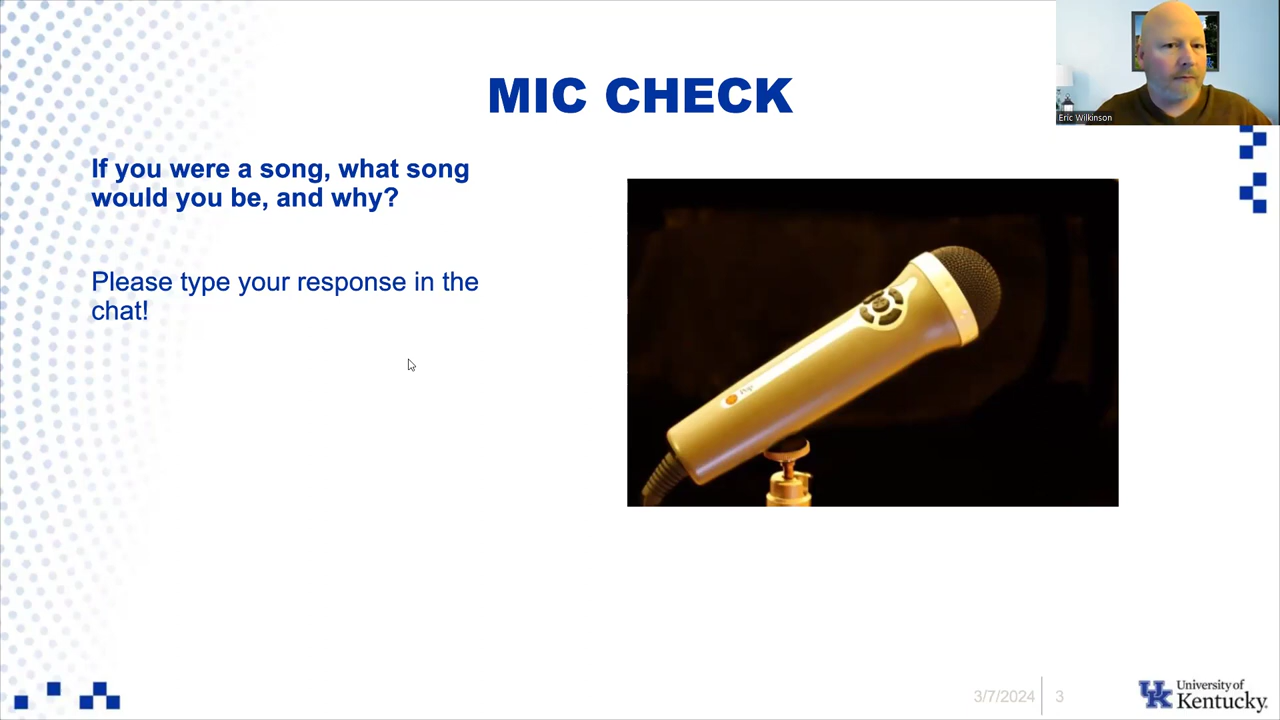 MIC CHECK
Eric Wilkinson
If you were a song, what song
would you be, and why?
Please type your response in the
chat!
3/7/2024
3
UK
University of
Kentucky.